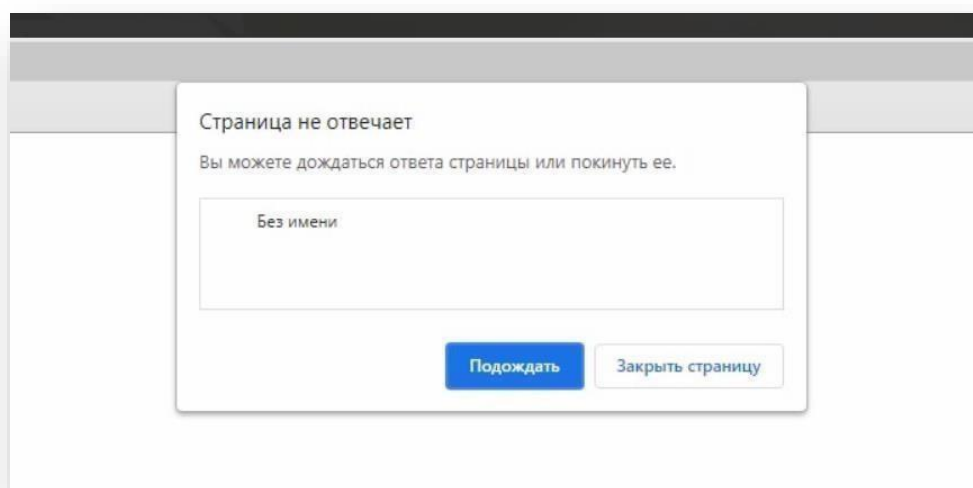 Страница не отвечает
Вы можете дождаться ответа страницы или покинуть ее.
Без имени
Подождать
Закрыть страницу